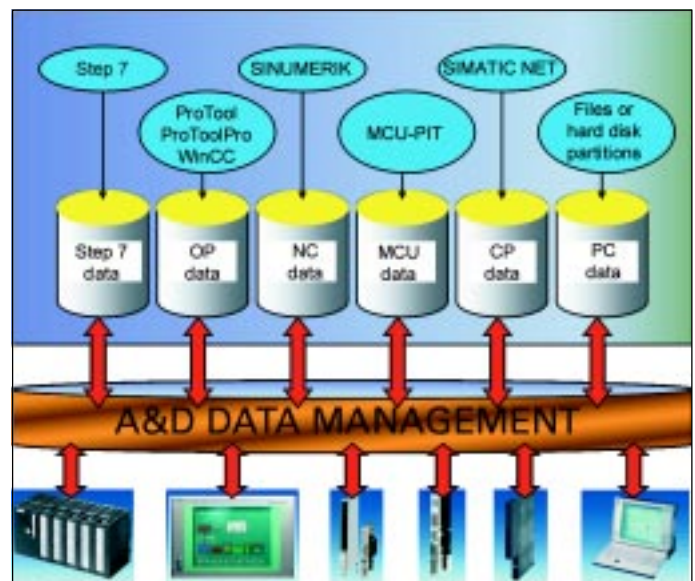 Step 7
SINUMERIK
SIMATIC NET
ProTool
ProToolPro
WinCC
MCU-PIT
Files or
hard disk
partitions
Step 7
data
OP
data
NC
data
MCU
data
CP
data
PC
data
A&D DATA MANAGEMENT